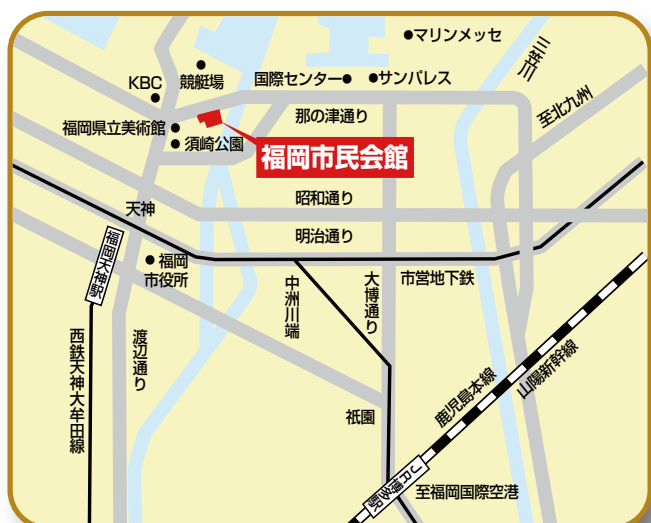 マリンメッセ
三笠川
KBC
競艇場
国際センター
サンパレス
至北九州
那の津通り
福岡県立美術館
須崎公園
福岡市民会館
昭和通り
天神
明治通り
福岡天神駅
福岡
市役所
中洲川端
大博通り
市営地下鉄
西鉄天神大牟田線
渡辺通り
鹿児島本線
山陽新幹線
祇園
JR博多駅
至福岡国際空港